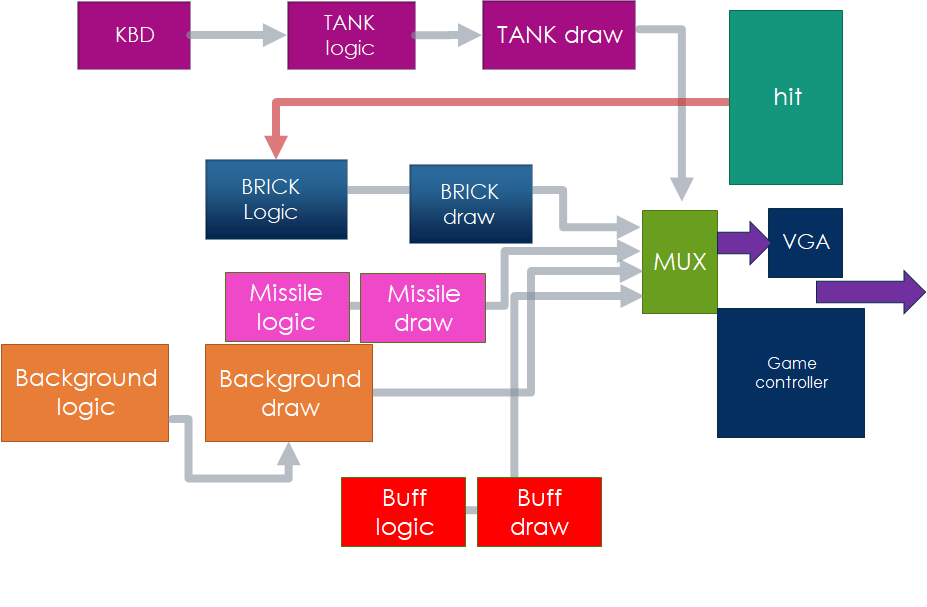 KBD
TANK
logic
TANK draw
hit
BRICK
Logic
BRICK
draw
VGA
MUX
Missile
logic
Missile
draw
Background
logic
Background
draw
Game
controller
Buff
logic
Buff
draw